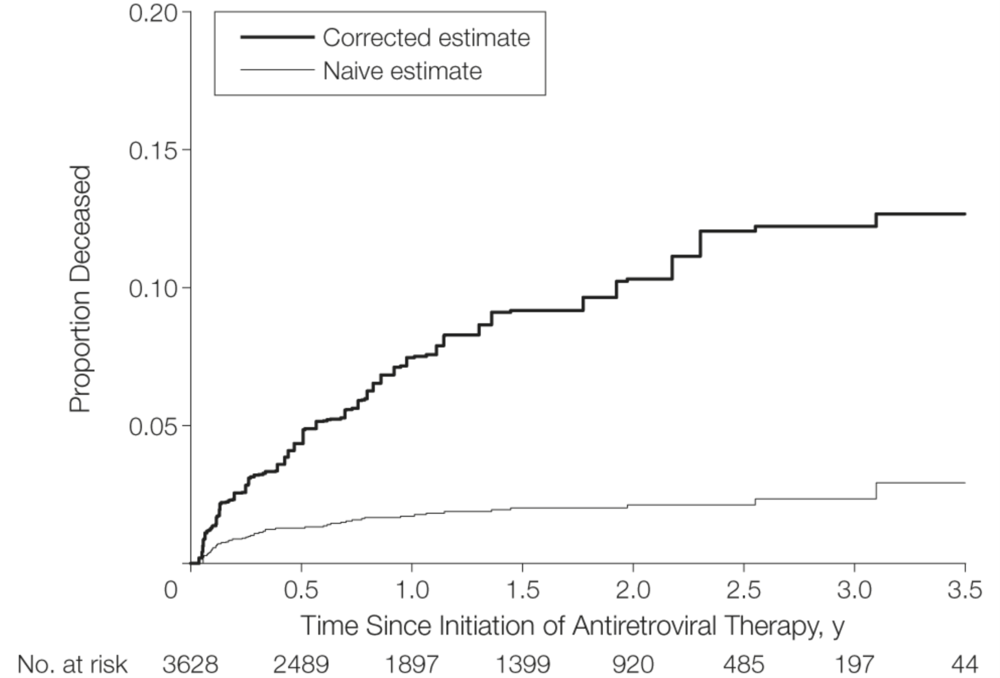 0.20
Corrected estimate
Naive estimate
0.15
0.10
0.05
Proportion Deceased
0 0.5 1.0 1.5 2.0 2.5 3.0 3.5
Time Since Initiation of Antiretroviral Therapy, y
No. at risk 3628 2489 1897 1399 920 485 197 44